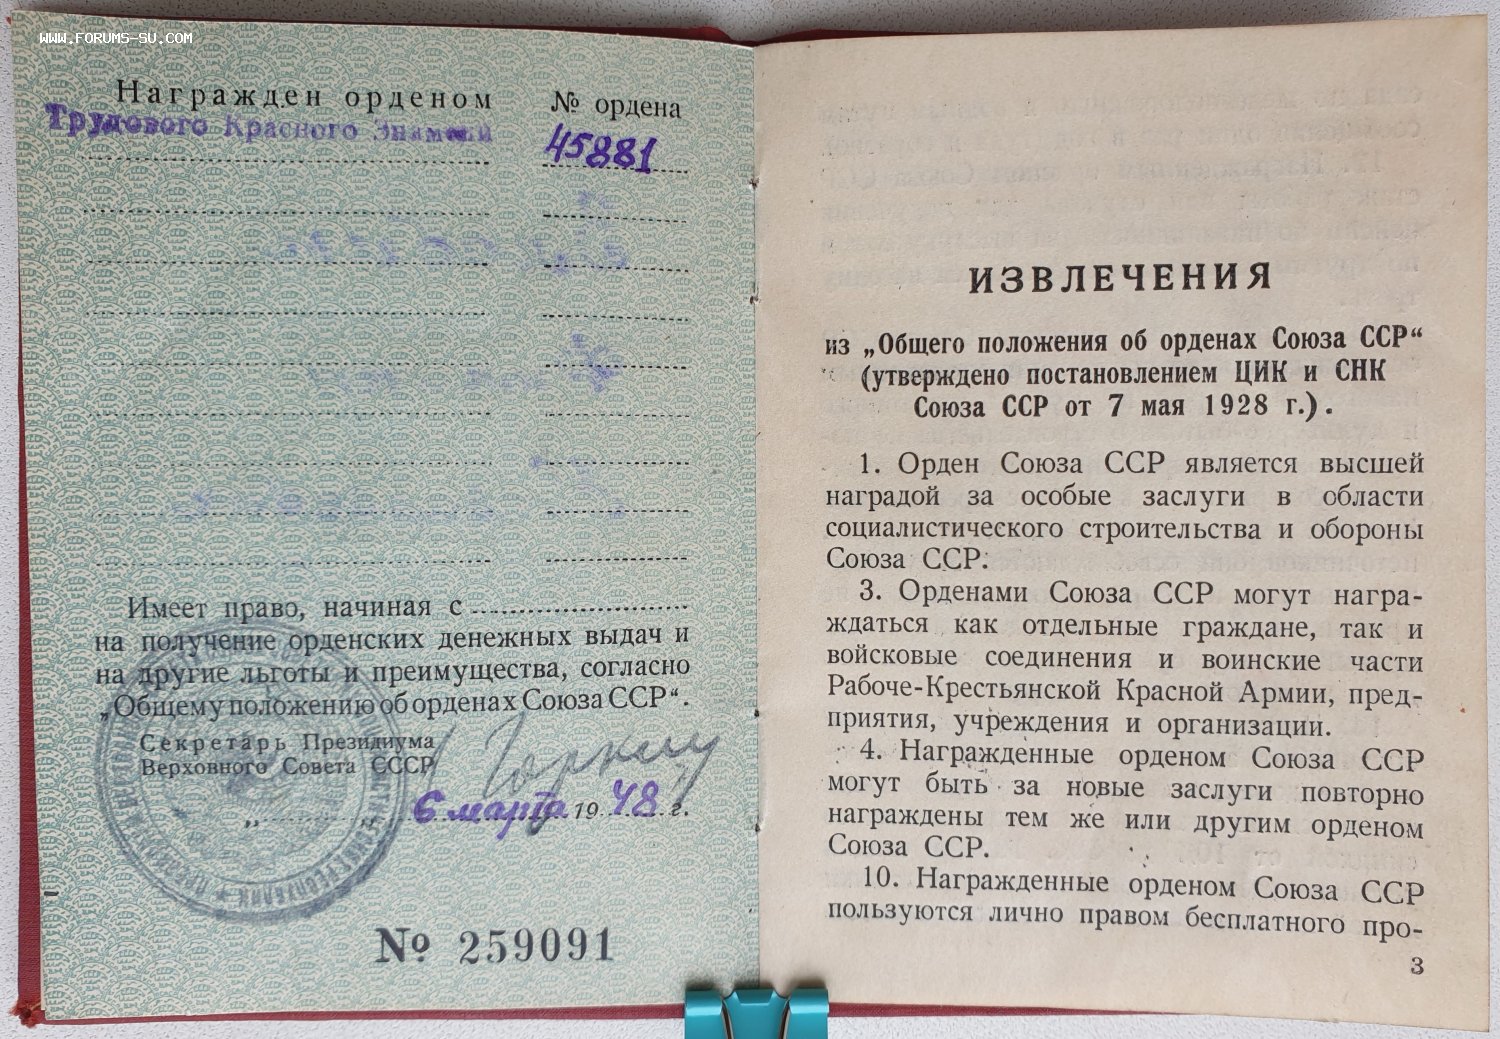 www.forums-su.com
Награжден орденом № ордена
Трудового Красного Знамени 45881
Имеет право, начиная с
на получение орденских денежных выдач и
на другие льготы и преимущества, согласно
„Общему положению об орденах Союза ССР“.
Секретарь Президиума
Верховного Совета СССР Горкин
„ “ 6 марта 1948 г.
№ 259091
ИЗВЛЕЧЕНИЯ
из „Общего положения об орденах Союза ССР“
(утверждено постановлением ЦИК и СНК
Союза ССР от 7 мая 1928 г.).
1. Орден Союза ССР является высшей
наградой за особые заслуги в области
социалистического строительства и обороны
Союза ССР.
3. Орденами Союза ССР могут награ-
ждаться как отдельные граждане, так и
войсковые соединения и воинские части
Рабоче-Крестьянской Красной Армии, пред-
приятия, учреждения и организации.
4. Награжденные орденом Союза ССР
могут быть за новые заслуги повторно
награждены тем же или другим орденом
Союза ССР.
10. Награжденные орденом Союза ССР
пользуются лично правом бесплатного про-
3